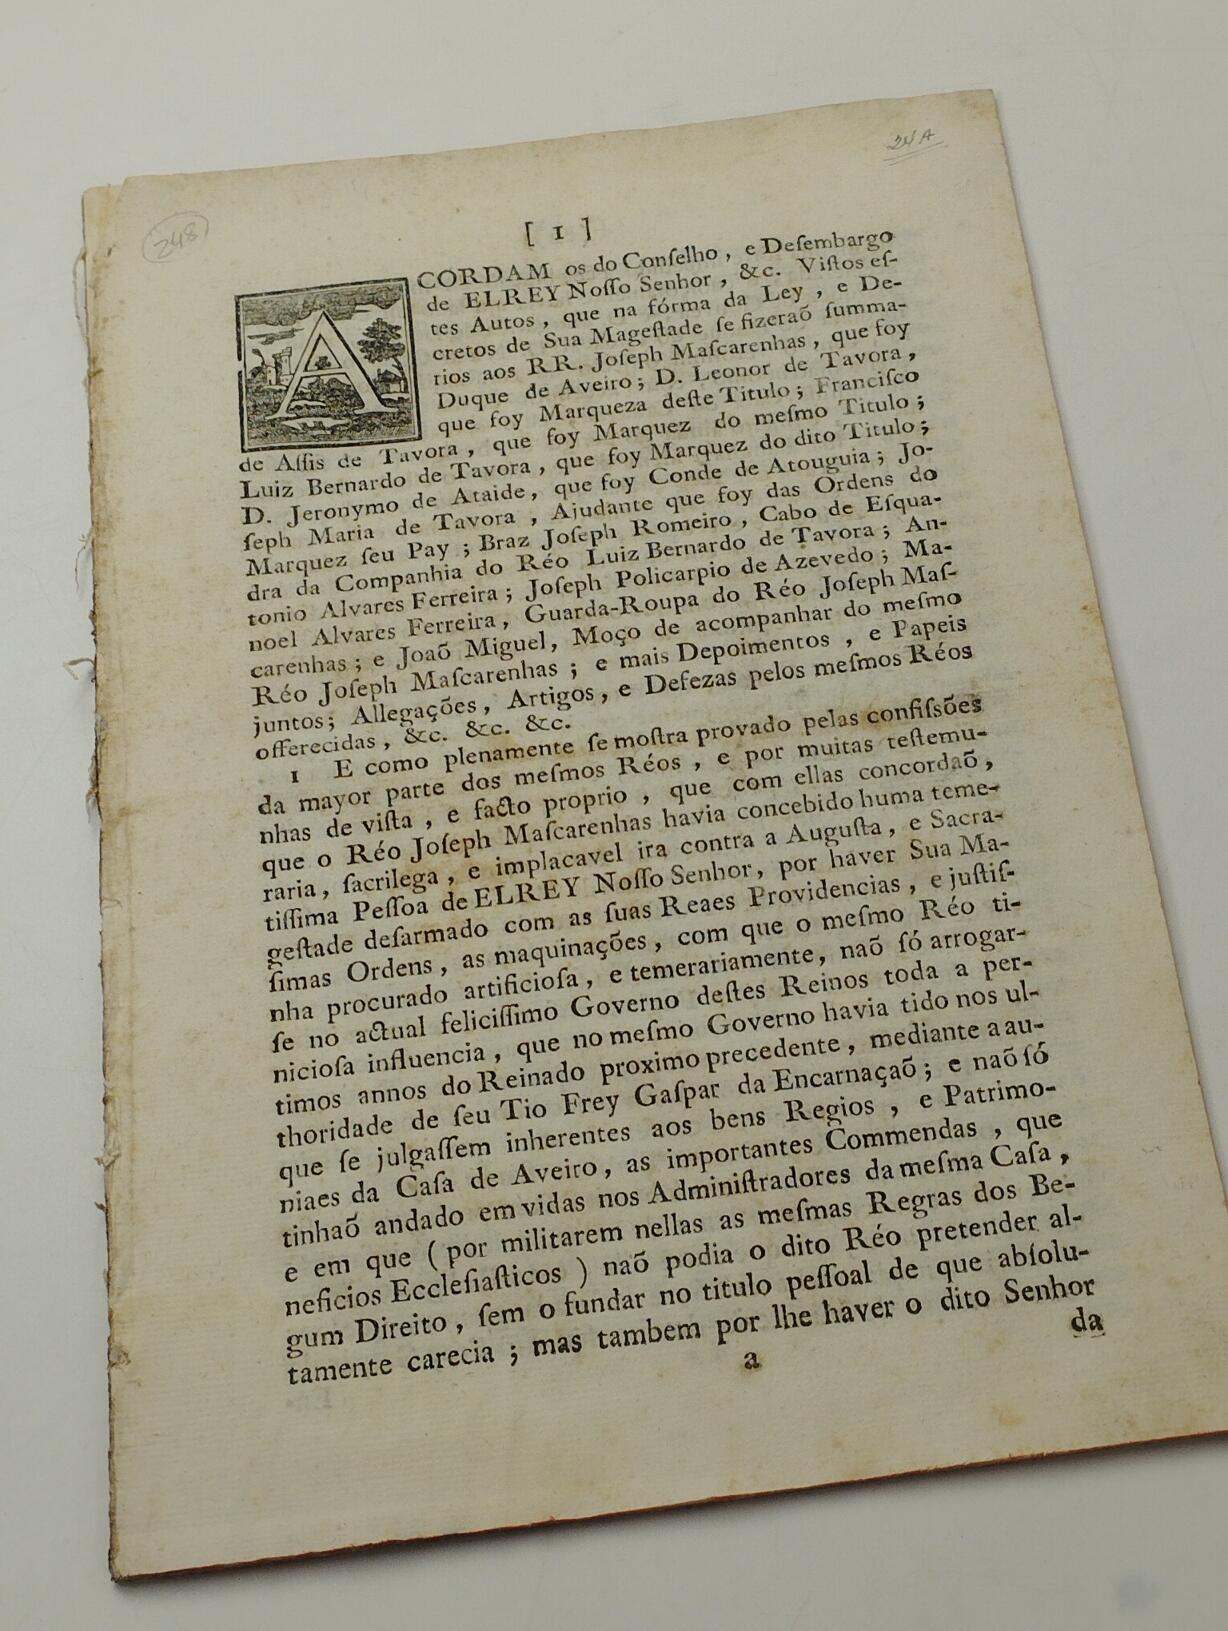 24A
248
[ 1 ]
ACORDAM os do Conſelho, e Deſembargo
de ELREY Noſſo Senhor, &c. Viſtos eſ-
tes Autos, que na fórma da Ley, e De-
cretos de Sua Mageſtade ſe fizeraõ ſumma-
rios aos RR. Joſeph Maſcarenhas, que foy
Duque de Aveiro; D. Leonor de Tavora,
que foy Marqueza deſte Titulo; Franciſco
de Aſſis de Tavora, que foy Marquez do meſmo Titulo;
Luiz Bernardo de Tavora, que foy Marquez do dito Titulo;
D. Jeronymo de Ataide, que foy Conde de Atouguia; Jo-
ſeph Maria de Tavora, Ajudante que foy das Ordens do
Marquez ſeu Pay; Braz Joſeph Romeiro, Cabo de Eſqua-
dra da Companhia do Réo Luiz Bernardo de Tavora; An-
tonio Alvares Ferreira; Joſeph Policarpio de Azevedo; Ma-
noel Alvares Ferreira, Guarda-Roupa do Réo Joſeph Maſ-
carenhas; e Joaõ Miguel, Moço de acompanhar do meſmo
Réo Joſeph Maſcarenhas; e mais Depoimentos, e Papeis
juntos; Allegações, Artigos, e Defezas pelos meſmos Réos
offerecidas, &c. &c. &c.
1 E como plenamente ſe moſtra provado pelas confiſsões
da mayor parte dos meſmos Réos, e por muitas teſtemu-
nhas de viſta, e facto proprio, que com ellas concordaõ,
que o Réo Joſeph Maſcarenhas havia concebido huma teme-
raria, ſacrilega, e implacavel ira contra a Auguſta, e Sacra-
tiſſima Peſſoa de ELREY Noſſo Senhor, por haver Sua Ma-
geſtade deſarmado com as ſuas Reaes Providencias, e juſtiſ-
ſimas Ordens, as maquinações, com que o meſmo Réo ti-
nha procurado artificioſa, e temerariamente, naõ ſó arrogar-
ſe no actual feliciſſimo Governo deſtes Reinos toda a per-
nicioſa influencia, que no meſmo Governo havia tido nos ul-
timos annos do Reinado proximo precedente, mediante a au-
thoridade de ſeu Tio Frey Gaſpar da Encarnaçaõ; e naõ ſó
que ſe julgaſſem inherentes aos bens Regios, e Patrimo-
niaes da Caſa de Aveiro, as importantes Commendas, que
tinhaõ andado em vidas nos Adminiſtradores da meſma Caſa,
e em que ( por militarem nellas as meſmas Regras dos Be-
neficios Eccleſiaſticos ) naõ podia o dito Réo pretender al-
gum Direito, ſem o fundar no titulo peſſoal de que abſolu-
tamente carecia; mas tambem por lhe haver o dito Senhor
a
da